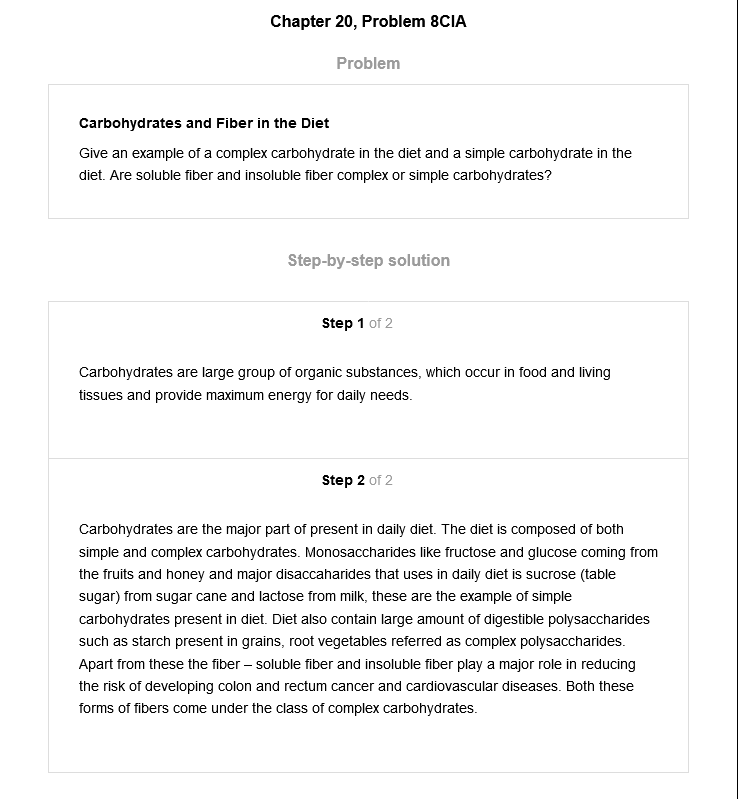 Chapter 20, Problem 8CIA
Problem
Carbohydrates and Fiber in the Diet
Give an example of a complex carbohydrate in the diet and a simple carbohydrate in the
diet. Are soluble fiber and insoluble fiber complex or simple carbohydrates?
Step-by-step solution
Step 1 of 2
Carbohydrates are large group of organic substances, which occur in food and living
tissues and provide maximum energy for daily needs.
Step 2 of 2
Carbohydrates are the major part of present in daily diet. The diet is composed of both
simple and complex carbohydrates. Monosaccharides like fructose and glucose coming from
the fruits and honey and major disaccaharides that uses in daily diet is sucrose (table
sugar) from sugar cane and lactose from milk, these are the example of simple
carbohydrates present in diet. Diet also contain large amount of digestible polysaccharides
such as starch present in grains, root vegetables referred as complex polysaccharides.
Apart from these the fiber – soluble fiber and insoluble fiber play a major role in reducing
the risk of developing colon and rectum cancer and cardiovascular diseases. Both these
forms of fibers come under the class of complex carbohydrates.